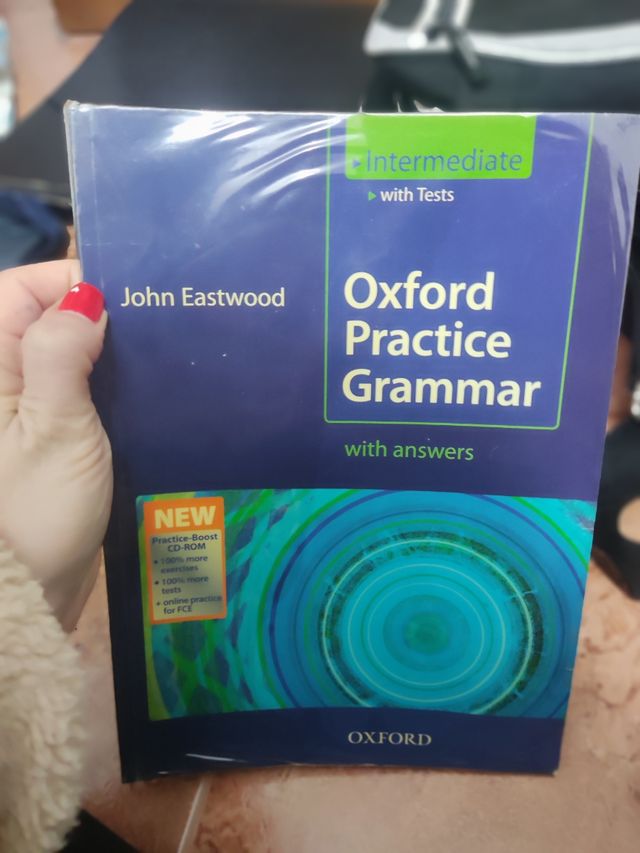 Intermediate
with Tests
John Eastwood
Oxford
Practice
Grammar
with answers
NEW
Practice-Boost
CD-ROM
• 100% more
exercises
• 100% more
tests
+ online practice
for FCE
OXFORD